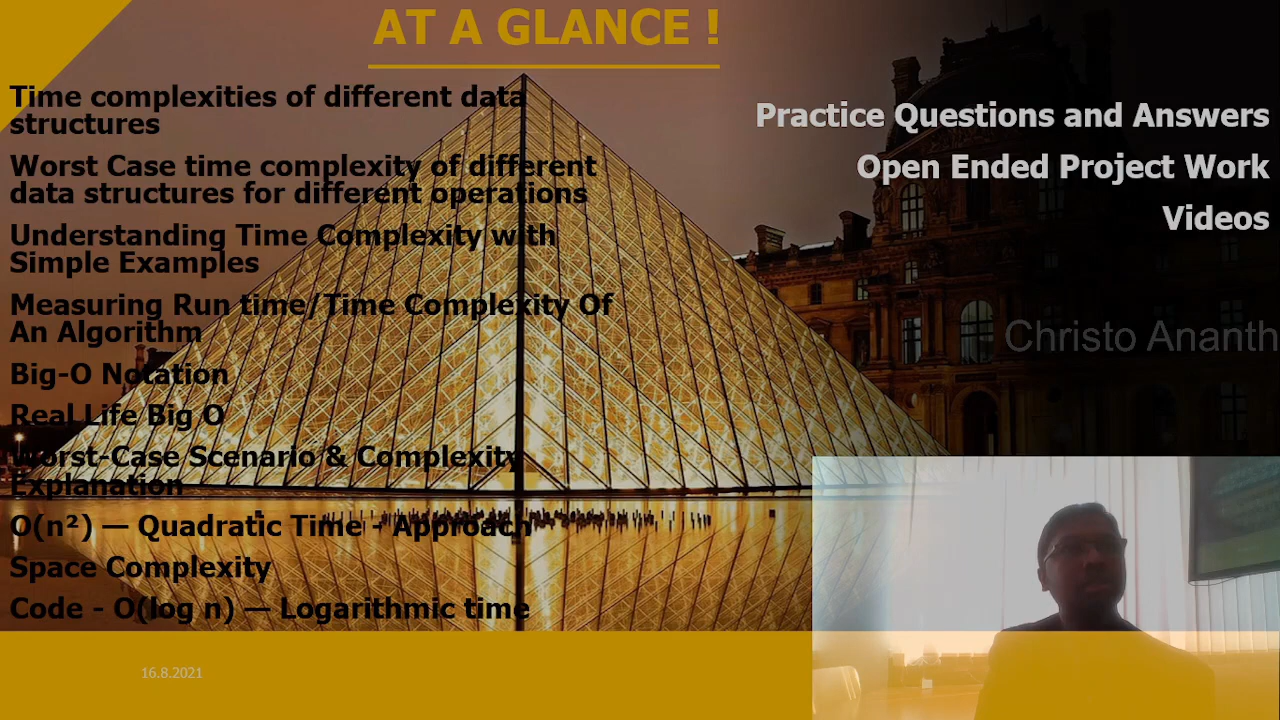 AT A GLANCE !
Time complexities of different data
structures
Worst Case time complexity of different
data structures for different operations
Understanding Time Complexity with
Simple Examples
Measuring Run time/Time Complexity Of
An Algorithm
Big-O Notation
Real Life Big O
Worst-Case Scenario & Complexity
Explanation
O(n²) — Quadratic Time - Approach
Space Complexity
Code - O(log n) — Logarithmic time
Practice Questions and Answers
Open Ended Project Work
Videos
Christo Ananth
16.8.2021